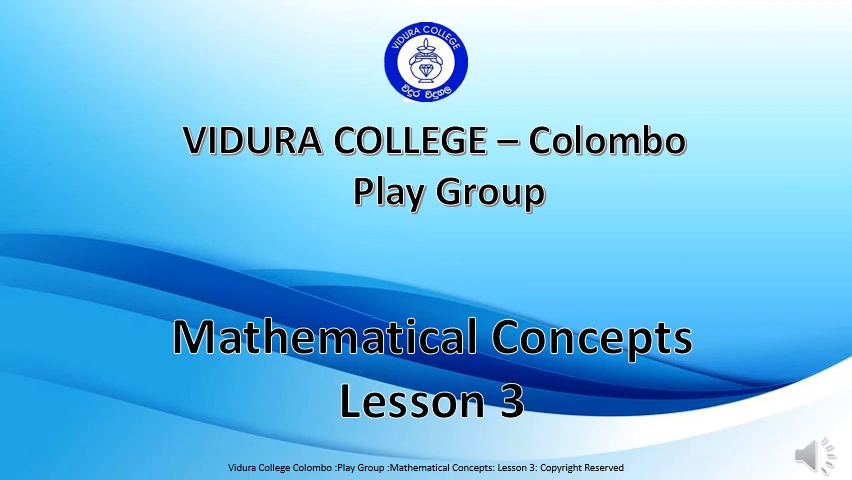 VIDURA COLLEGE
විදුර විදුහල
VIDURA COLLEGE – Colombo
Play Group
Mathematical Concepts
Lesson 3
Vidura College Colombo :Play Group :Mathematical Concepts: Lesson 3: Copyright Reserved